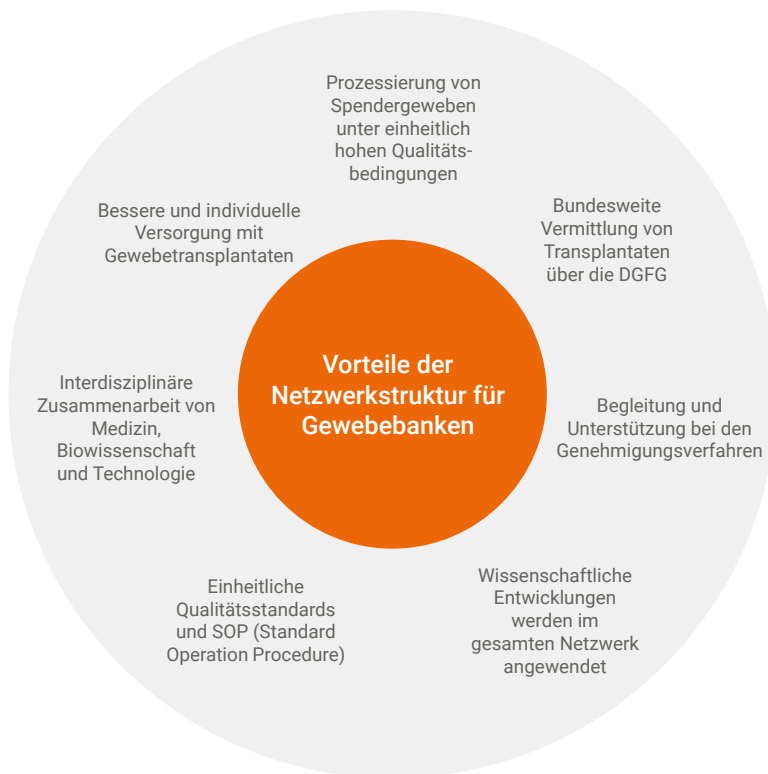 Prozessierung von
Spendergeweben
unter einheitlich
hohen Qualitäts-
bedingungen
Bundesweite
Vermittlung von
Transplantaten
über die DGFG
Begleitung und
Unterstützung bei den
Genehmigungsverfahren
Wissenschaftliche
Entwicklungen
werden im
gesamten Netzwerk
angewendet
Einheitliche
Qualitätsstandards
und SOP (Standard
Operation Procedure)
Interdisziplinäre
Zusammenarbeit von
Medizin,
Biowissenschaft
und Technologie
Bessere und individuelle
Versorgung mit
Gewebetransplantaten
Vorteile der
Netzwerkstruktur für
Gewebebanken